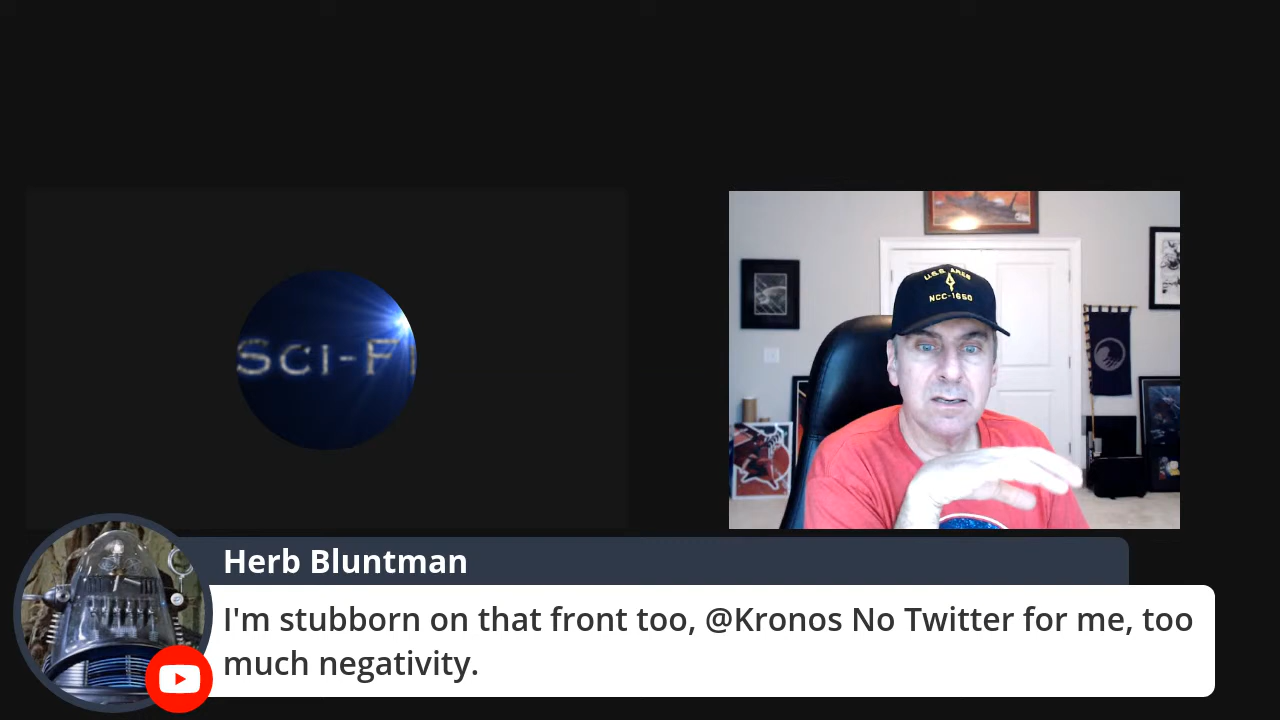 Sci-Fi
U.S.S. ARES
NCC-1650
Herb Bluntman
I'm stubborn on that front too, @Kronos No Twitter for me, too
much negativity.